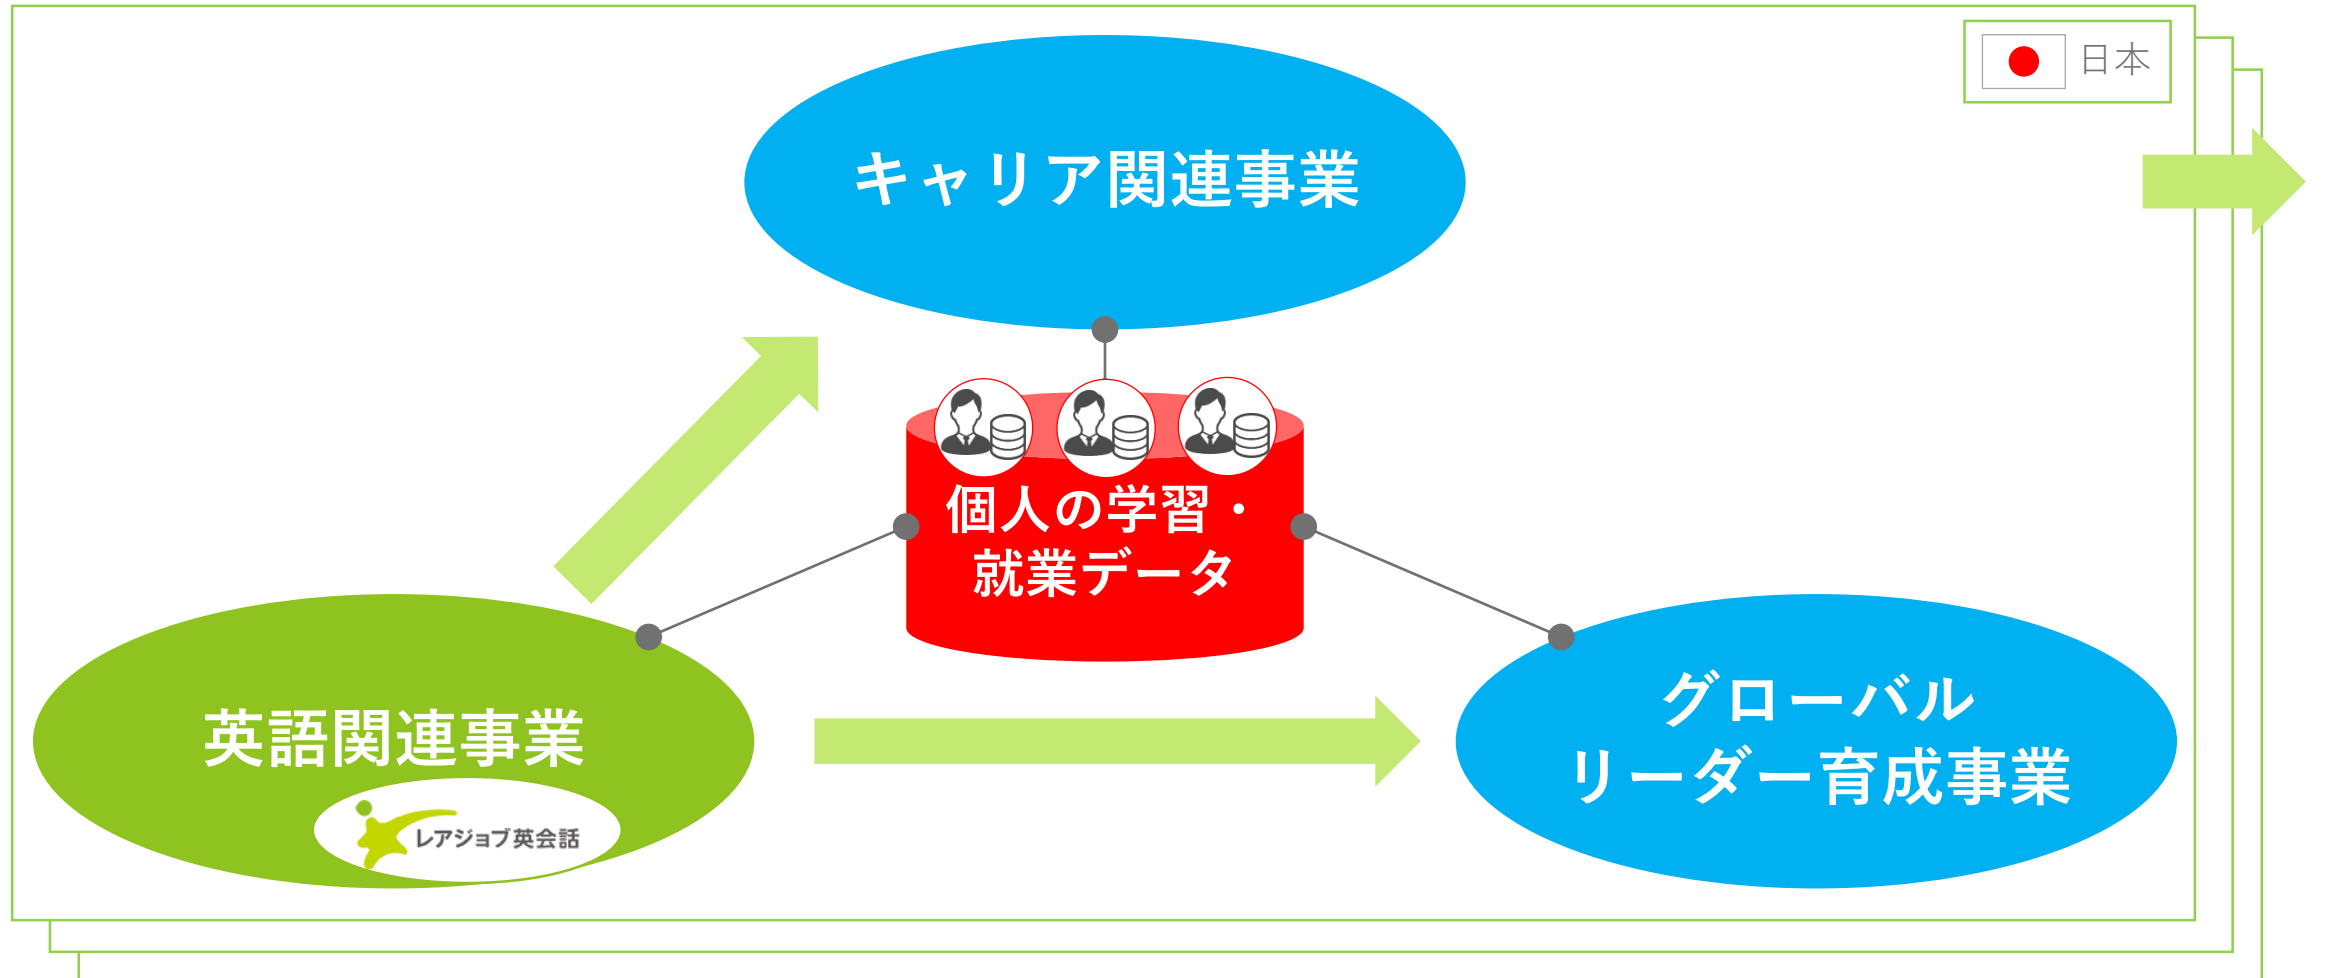 日本
キャリア関連事業
個人の学習・
就業データ
英語関連事業
レアジョブ英会話
グローバル
リーダー育成事業